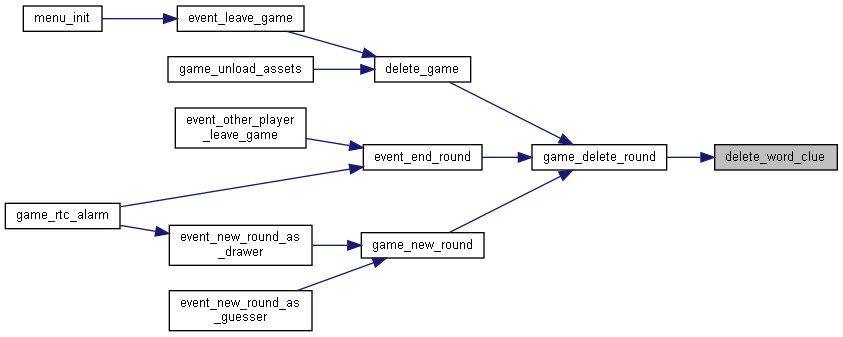 menu_init
event_leave_game
game_unload_assets
delete_game
event_other_player
_leave_game
event_end_round
game_delete_round
delete_word_clue
game_rtc_alarm
event_new_round_as
_drawer
game_new_round
event_new_round_as
_guesser